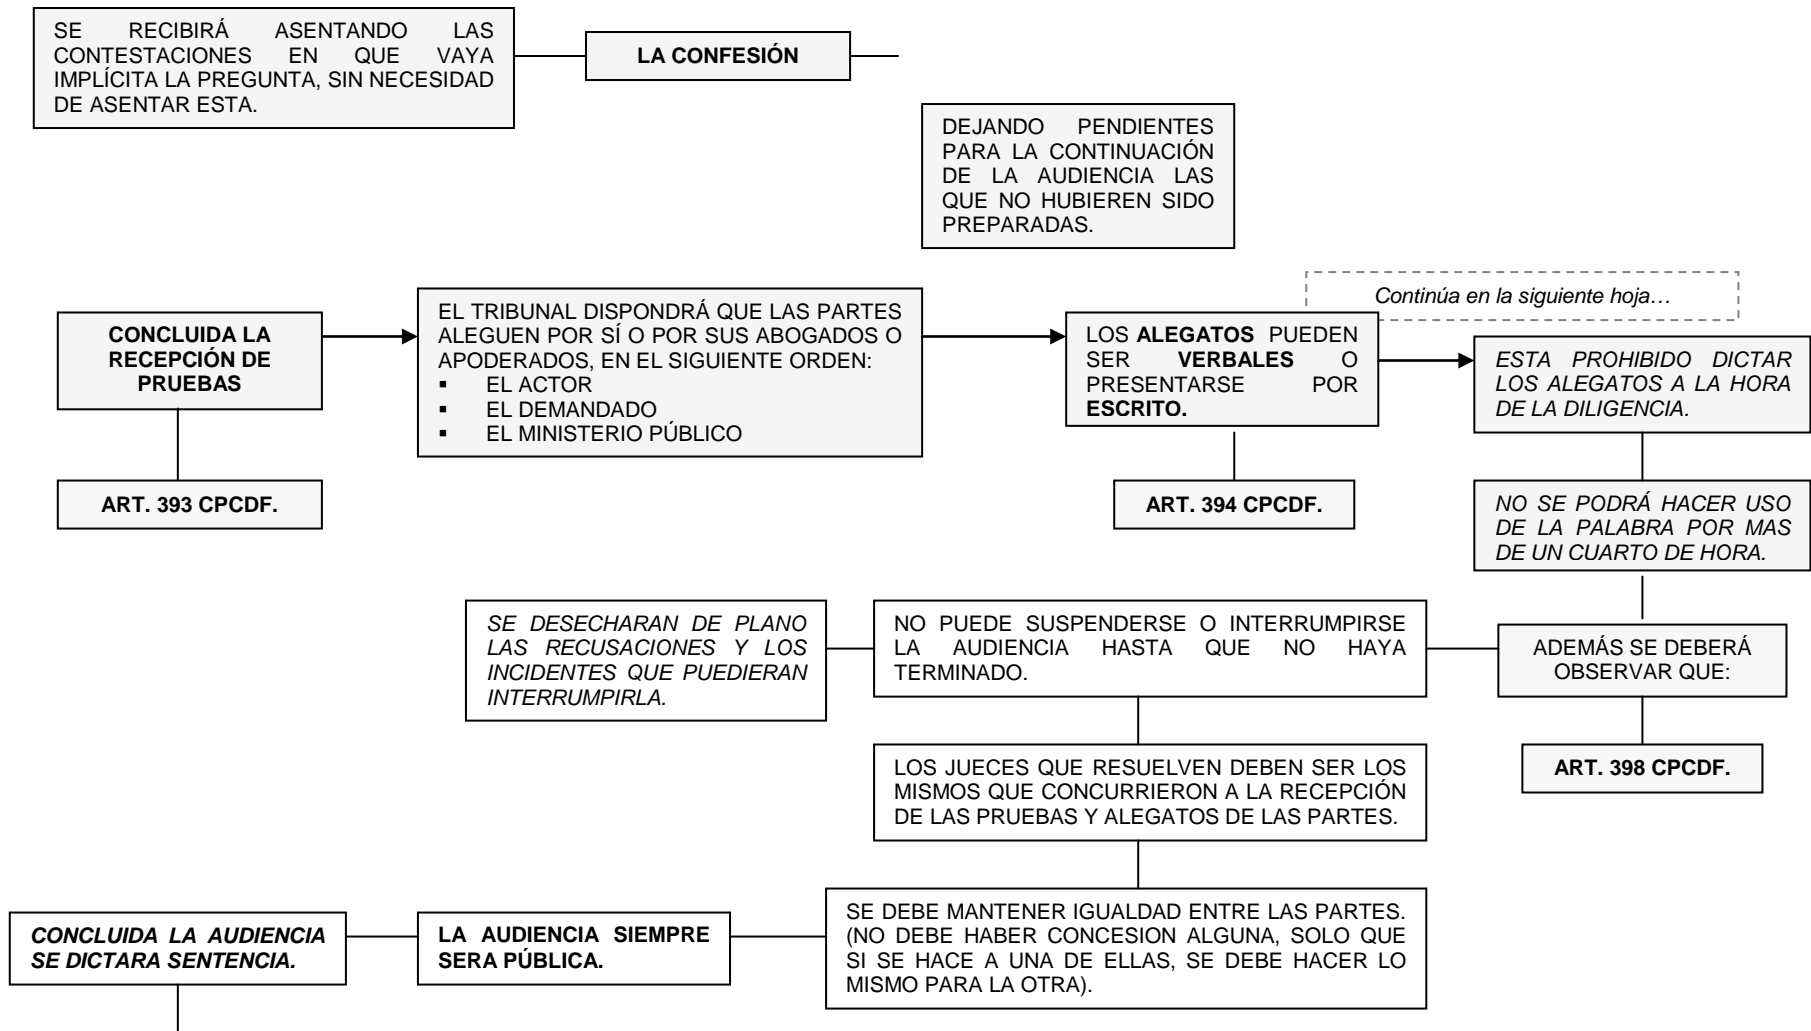 SE RECIBIRÁ ASENTANDO LAS
CONTESTACIONES EN QUE VAYA
IMPLÍCITA LA PREGUNTA, SIN NECESIDAD
DE ASENTAR ESTA.
LA CONFESIÓN
DEJANDO PENDIENTES
PARA LA CONTINUACIÓN
DE LA AUDIENCIA LAS
QUE NO HUBIEREN SIDO
PREPARADAS.
Continúa en la siguiente hoja…
CONCLUIDA LA
RECEPCIÓN DE
PRUEBAS
ART. 393 CPCDF.
EL TRIBUNAL DISPONDRÁ QUE LAS PARTES
ALEGUEN POR SÍ O POR SUS ABOGADOS O
APODERADOS, EN EL SIGUIENTE ORDEN:
▪ EL ACTOR
▪ EL DEMANDADO
▪ EL MINISTERIO PÚBLICO
LOS ALEGATOS PUEDEN
SER VERBALES O
PRESENTARSE POR
ESCRITO.
ART. 394 CPCDF.
ESTA PROHIBIDO DICTAR
LOS ALEGATOS A LA HORA
DE LA DILIGENCIA.
NO SE PODRÁ HACER USO
DE LA PALABRA POR MAS
DE UN CUARTO DE HORA.
ADEMÁS SE DEBERÁ
OBSERVAR QUE:
ART. 398 CPCDF.
NO PUEDE SUSPENDERSE O INTERRUMPIRSE
LA AUDIENCIA HASTA QUE NO HAYA
TERMINADO.
SE DESECHARAN DE PLANO
LAS RECUSACIONES Y LOS
INCIDENTES QUE PUEDIERAN
INTERRUMPIRLA.
LOS JUECES QUE RESUELVEN DEBEN SER LOS
MISMOS QUE CONCURRIERON A LA RECEPCIÓN
DE LAS PRUEBAS Y ALEGATOS DE LAS PARTES.
SE DEBE MANTENER IGUALDAD ENTRE LAS PARTES.
(NO DEBE HABER CONCESION ALGUNA, SOLO QUE
SI SE HACE A UNA DE ELLAS, SE DEBE HACER LO
MISMO PARA LA OTRA).
LA AUDIENCIA SIEMPRE
SERA PÚBLICA.
CONCLUIDA LA AUDIENCIA
SE DICTARA SENTENCIA.